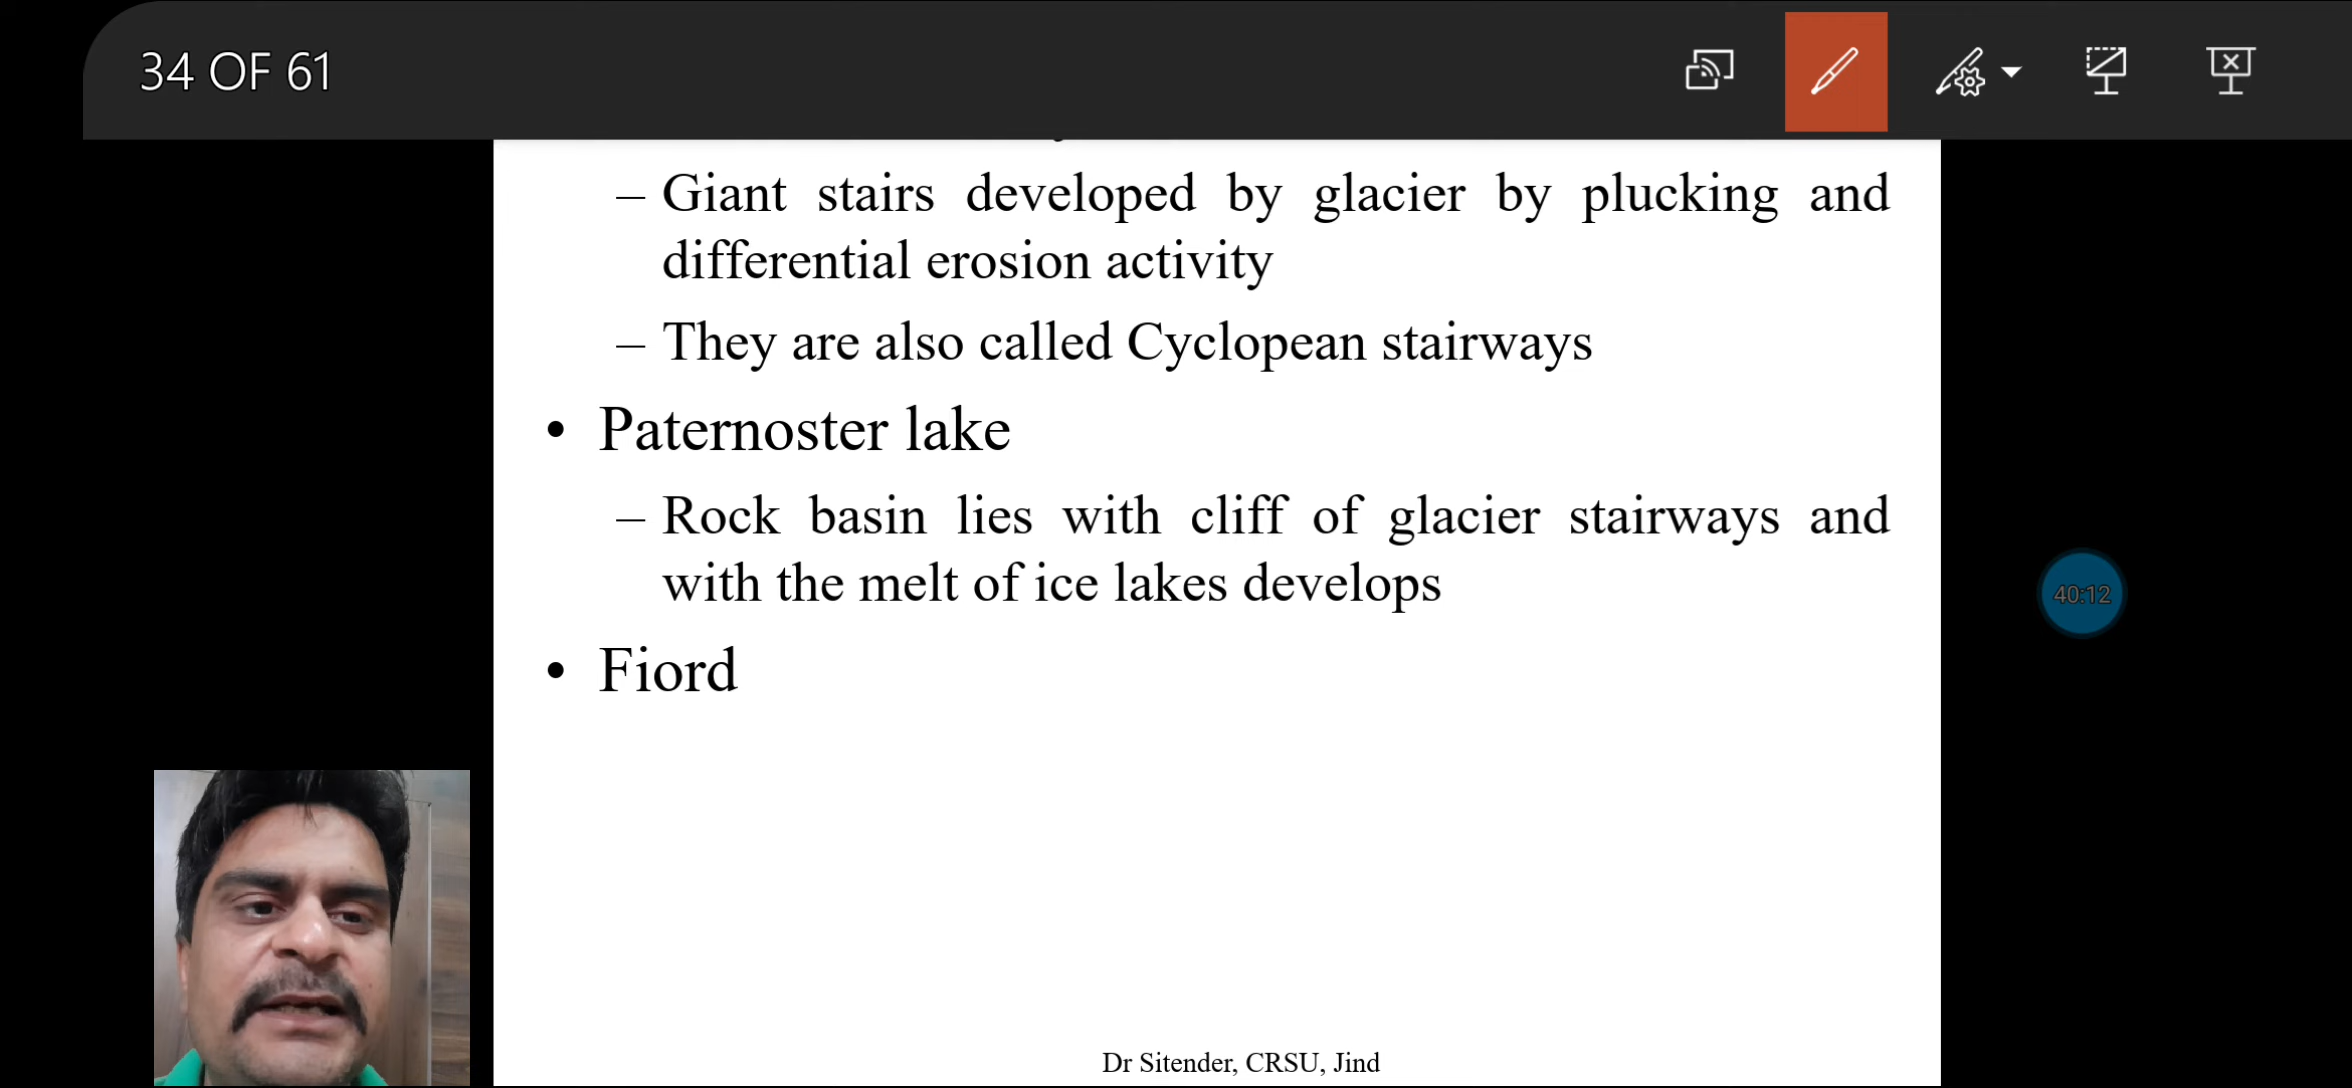 34 OF 61
– Giant stairs developed by glacier by plucking and
differential erosion activity
– They are also called Cyclopean stairways
• Paternoster lake
– Rock basin lies with cliff of glacier stairways and
with the melt of ice lakes develops
• Fiord
40:12
Dr Sitender, CRSU, Jind